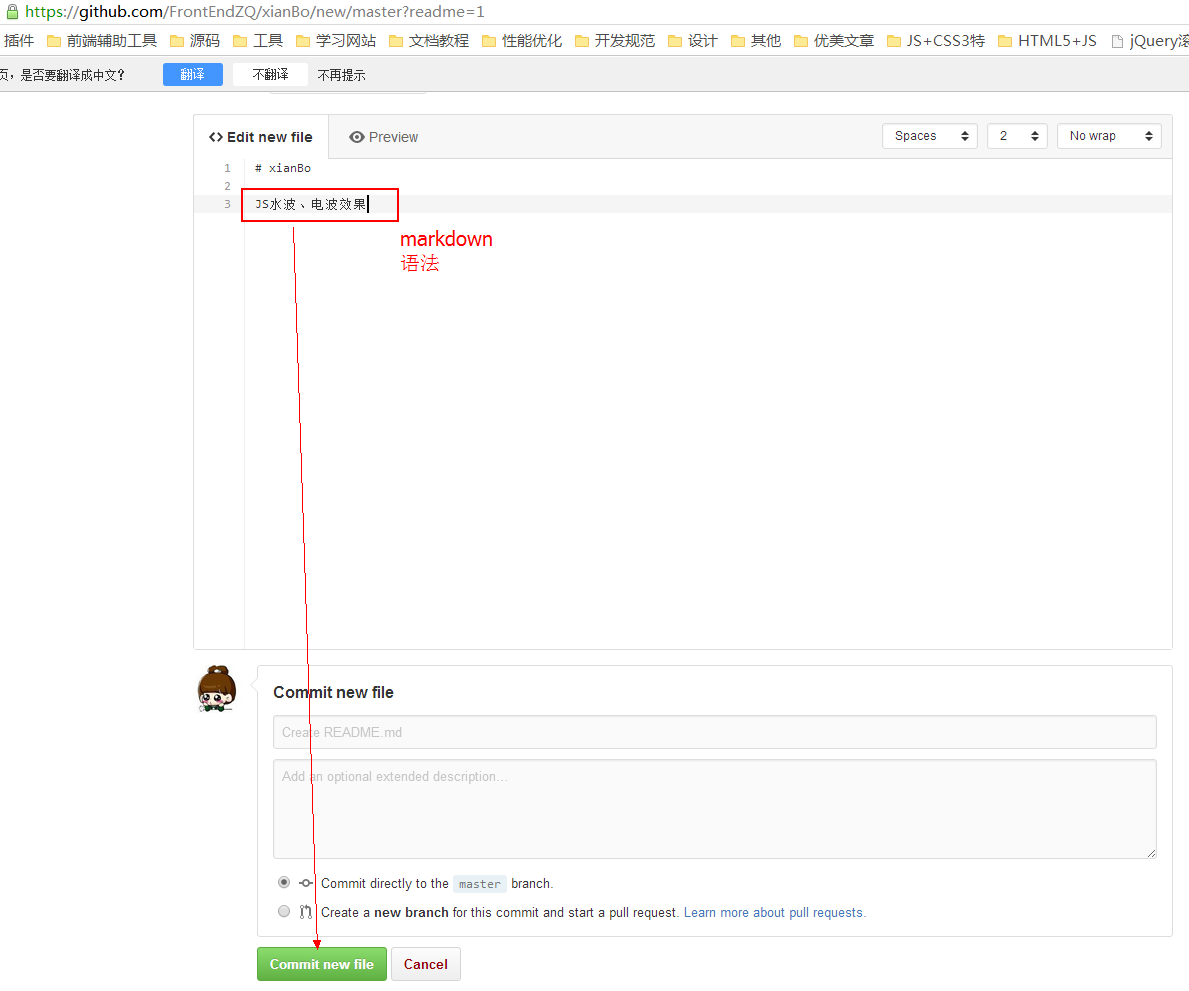 https://github.com/FrontEndZQ/xianBo/new/master?readme=1
插件 前端辅助工具 源码 工具 学习网站 文档教程 性能优化 开发规范 设计 其他 优美文章 JS+CSS3特 HTML5+JS jQuery滚
页，是否要翻译成中文? 翻译 不翻译 不再提示
Edit new file Preview Spaces 2 No wrap
1 # xianBo
2
3 JS水波、电波效果
markdown
语法
Commit new file
Create README.md
Add an optional extended description…
Commit directly to the master branch.
Create a new branch for this commit and start a pull request. Learn more about pull requests.
Commit new file Cancel